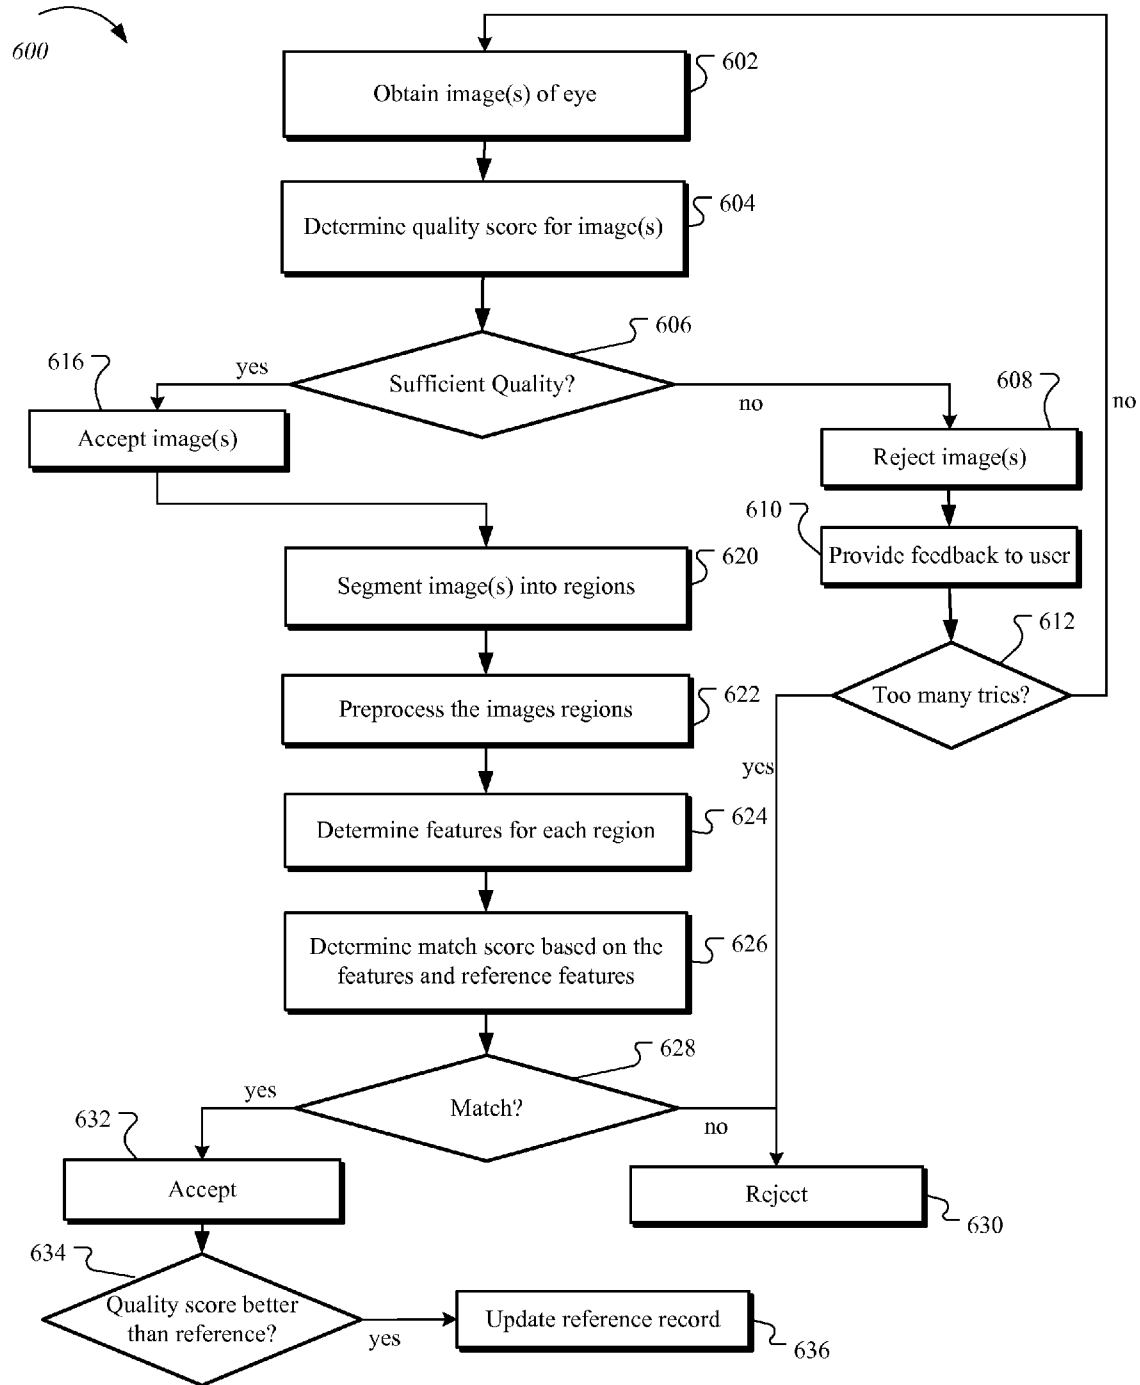 600
602
Obtain image(s) of eye
604
Determine quality score for image(s)
606
Sufficient Quality?
yes
no
616
Accept image(s)
608
Reject image(s)
no
610
Provide feedback to user
620
Segment image(s) into regions
612
Too many tries?
yes
no
622
Preprocess the images regions
624
Determine features for each region
626
Determine match score based on the
features and reference features
628
Match?
yes
no
632
Accept
Reject
630
634
Quality score better
than reference?
yes
Update reference record
636